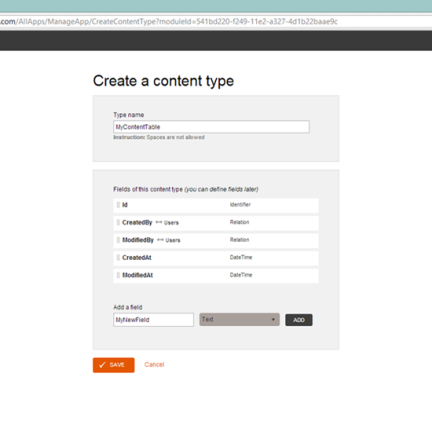 .com/AllApps/ManageApp/CreateContentType?moduleId=541bd220-f249-11e2-a327-4d1b22baae9c
Create a content type
Type name
MyContentTable
Instruction: Spaces are not allowed
Fields of this content type (you can define fields later)
Id Identifier
CreatedBy ↔ Users Relation
ModifiedBy ↔ Users Relation
CreatedAt DateTime
ModifiedAt DateTime
Add a field
MyNewField Text ADD
SAVE Cancel